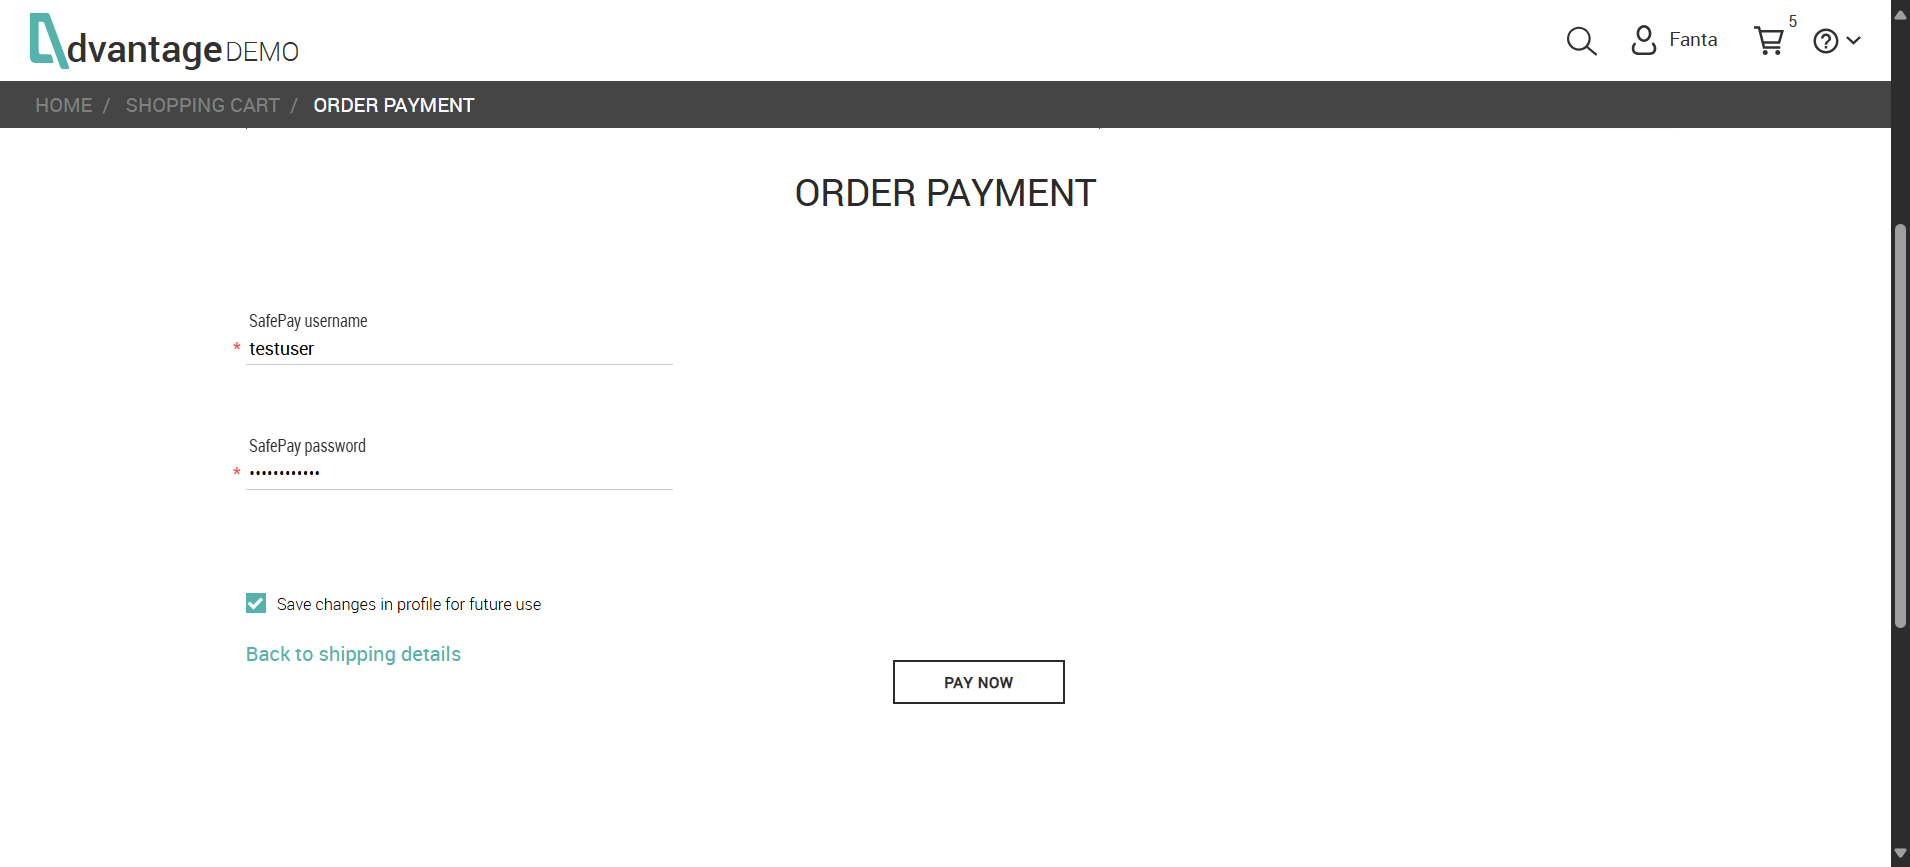 dvantage DEMO
Fanta
5
HOME / SHOPPING CART / ORDER PAYMENT
ORDER PAYMENT
SafePay username
* testuser
SafePay password
* ••••••••••••
Save changes in profile for future use
Back to shipping details
PAY NOW